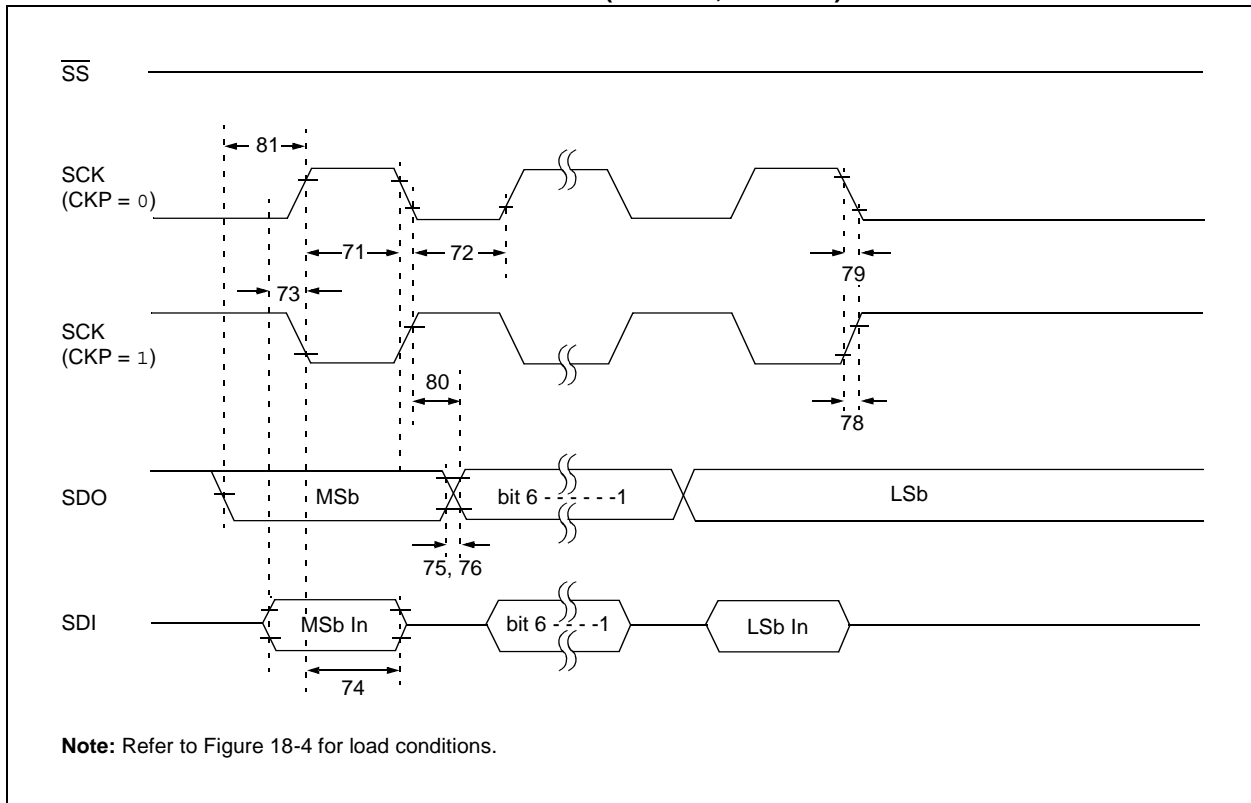 SS
81
SCK
(CKP = 0)
71
72
79
73
SCK
(CKP = 1)
80
78
SDO
MSb
bit 6 - - - - - -1
LSb
75, 76
SDI
MSb In
bit 6 - - - - -1
LSb In
74
Note: Refer to Figure 18-4 for load conditions.